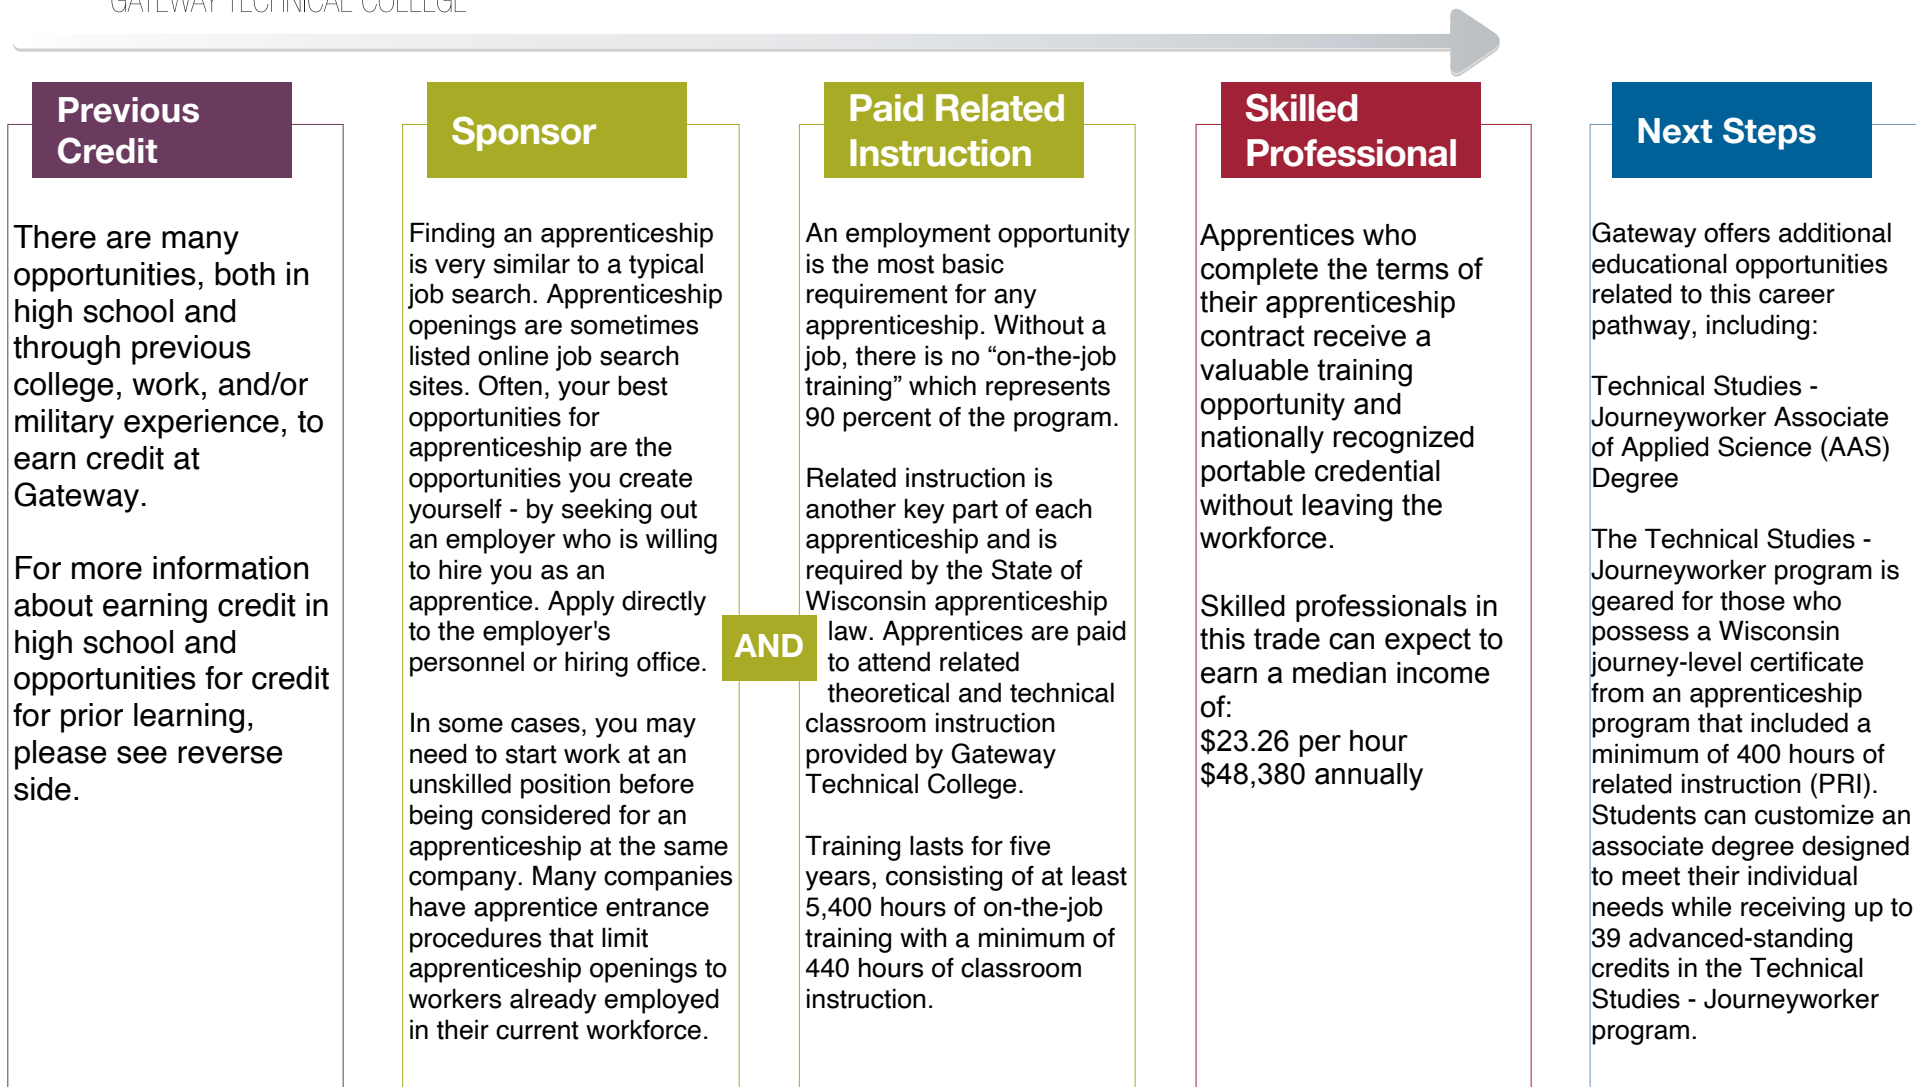 GATEWAY TECHNICAL COLLEGE
Previous
Credit
There are many
opportunities, both in
high school and
through previous
college, work, and/or
military experience, to
earn credit at
Gateway.
For more information
about earning credit in
high school and
opportunities for credit
for prior learning,
please see reverse
side.
Sponsor
Finding an apprenticeship
is very similar to a typical
job search. Apprenticeship
openings are sometimes
listed online job search
sites. Often, your best
opportunities for
apprenticeship are the
opportunities you create
yourself - by seeking out
an employer who is willing
to hire you as an
apprentice. Apply directly
to the employer's
personnel or hiring office.
In some cases, you may
need to start work at an
unskilled position before
being considered for an
apprenticeship at the same
company. Many companies
have apprentice entrance
procedures that limit
apprenticeship openings to
workers already employed
in their current workforce.
AND
Paid Related
Instruction
An employment opportunity
is the most basic
requirement for any
apprenticeship. Without a
job, there is no “on-the-job
training” which represents
90 percent of the program.
Related instruction is
another key part of each
apprenticeship and is
required by the State of
Wisconsin apprenticeship
law. Apprentices are paid
to attend related
theoretical and technical
classroom instruction
provided by Gateway
Technical College.
Training lasts for five
years, consisting of at least
5,400 hours of on-the-job
training with a minimum of
440 hours of classroom
instruction.
Skilled
Professional
Apprentices who
complete the terms of
their apprenticeship
contract receive a
valuable training
opportunity and
nationally recognized
portable credential
without leaving the
workforce.
Skilled professionals in
this trade can expect to
earn a median income
of:
$23.26 per hour
$48,380 annually
Next Steps
Gateway offers additional
educational opportunities
related to this career
pathway, including:
Technical Studies -
Journeyworker Associate
of Applied Science (AAS)
Degree
The Technical Studies -
Journeyworker program is
geared for those who
possess a Wisconsin
journey-level certificate
from an apprenticeship
program that included a
minimum of 400 hours of
related instruction (PRI).
Students can customize an
associate degree designed
to meet their individual
needs while receiving up to
39 advanced-standing
credits in the Technical
Studies - Journeyworker
program.